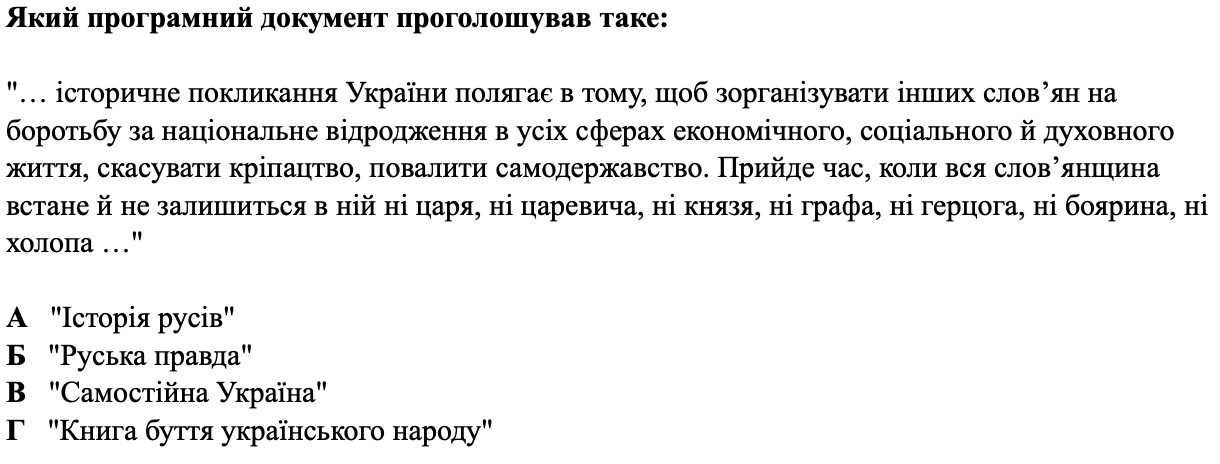 Який програмний документ проголошував таке:
"… історичне покликання України полягає в тому, щоб зорганізувати інших слов’ян на
боротьбу за національне відродження в усіх сферах економічного, соціального й духовного
життя, скасувати кріпацтво, повалити самодержавство. Прийде час, коли вся слов’янщина
встане й не залишиться в ній ні царя, ні царевича, ні князя, ні графа, ні герцога, ні боярина, ні
холопа …"
А "Історія русів"
Б "Руська правда"
В "Самостійна Україна"
Г "Книга буття українського народу"